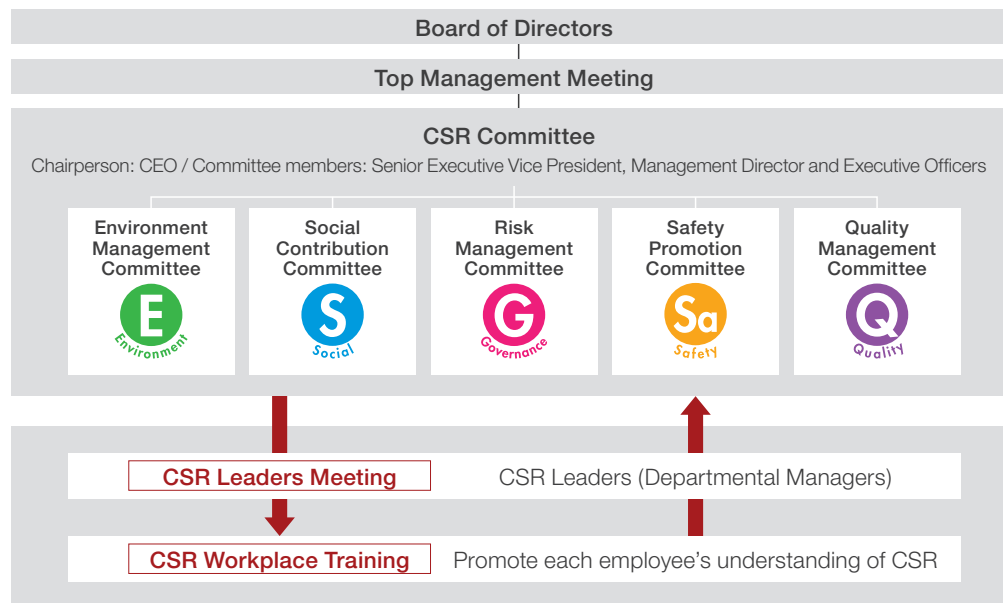 Board of Directors
Top Management Meeting
CSR Committee
Chairperson: CEO / Committee members: Senior Executive Vice President, Management Director and Executive Officers
Environment
Management
Committee
E
Environment
Social
Contribution
Committee
S
Social
Risk
Management
Committee
G
Governance
Safety
Promotion
Committee
Sa
Safety
Quality
Management
Committee
Q
Quality
CSR Leaders Meeting
CSR Leaders (Departmental Managers)
CSR Workplace Training
Promote each employee’s understanding of CSR